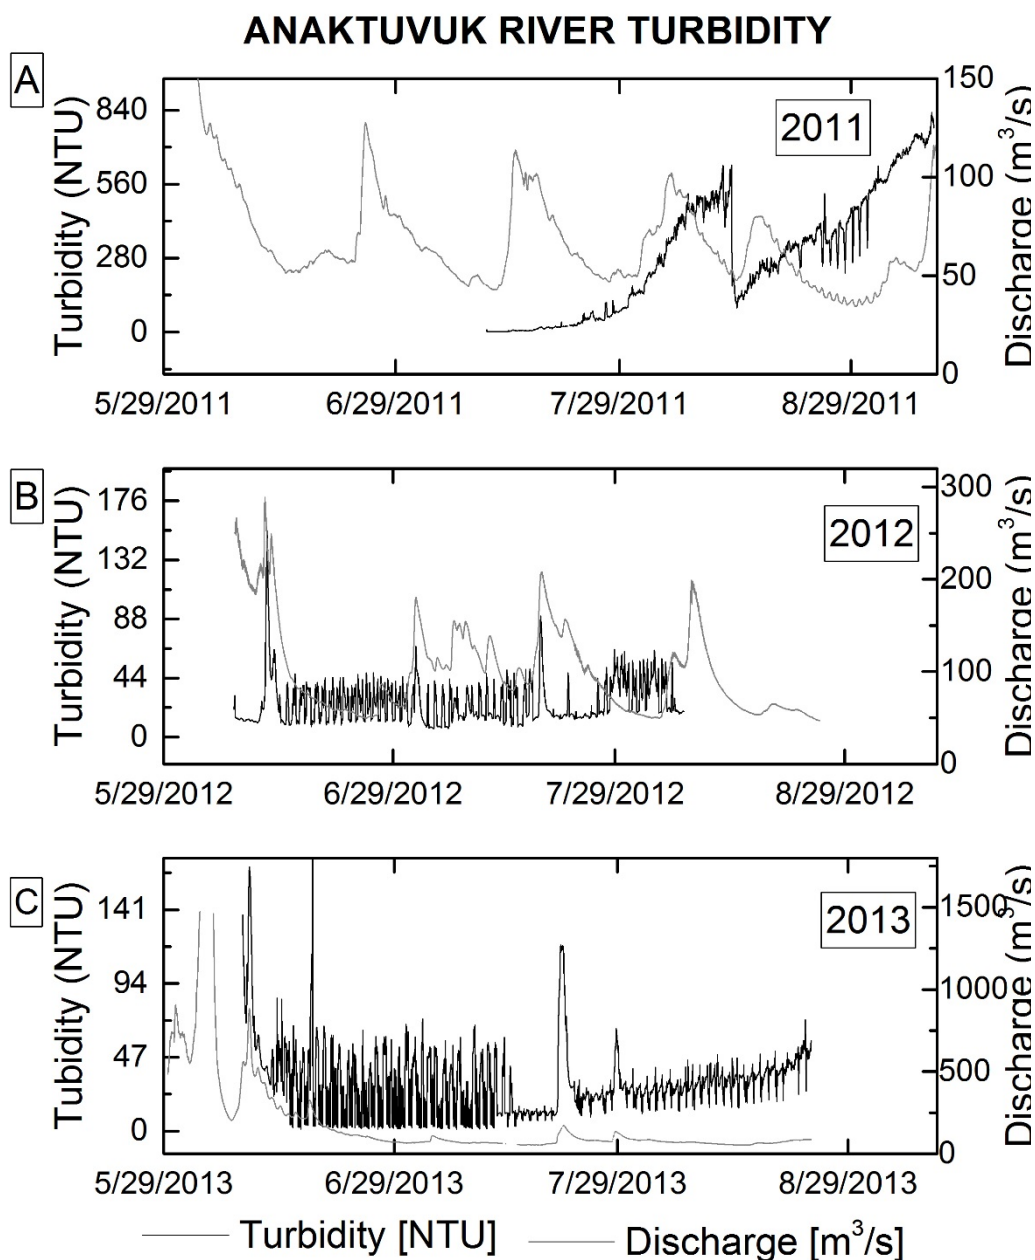 ANAKTUVUK RIVER TURBIDITY
A
Turbidity (NTU)
840
560
280
0
2011
150
100
50
0
Discharge (m³/s)
5/29/2011 6/29/2011 7/29/2011 8/29/2011
B
Turbidity (NTU)
176
132
88
44
0
2012
300
200
100
0
Discharge (m³/s)
5/29/2012 6/29/2012 7/29/2012 8/29/2012
C
Tubidity (NTU)
141
94
47
0
2013
1500
1000
500
0
Discharge (m³/s)
5/29/2013 6/29/2013 7/29/2013 8/29/2013
Turbidity [NTU] Discharge [m³/s]